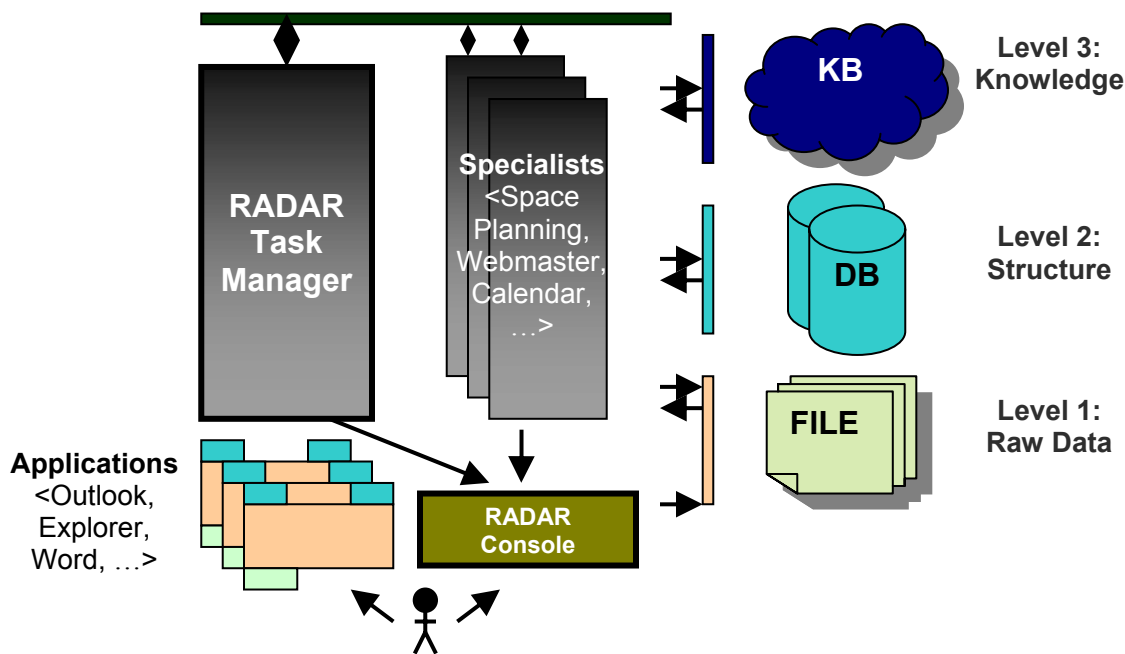 KB
Level 3:
Knowledge
RADAR
Task
Manager
Specialists
<Space
Planning,
Webmaster,
Calendar,
…>
DB
Level 2:
Structure
FILE
Level 1:
Raw Data
Applications
<Outlook,
Explorer,
Word, …>
RADAR
Console